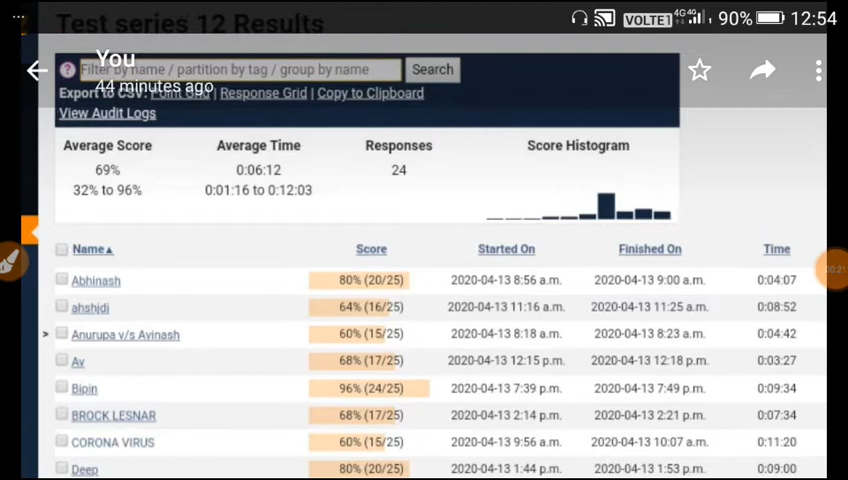 Test series 12 Results
VOLTE1 4G 4G 90% 12:54
You
44 minutes ago
? Filter by name / partition by tag / group by name Search
Export to CSV: Point Grid | Response Grid | Copy to Clipboard
View Audit Logs
Average Score Average Time Responses Score Histogram
69% 0:06:12 24
32% to 96% 0:01:16 to 0:12:03
Name▲ Score Started On Finished On Time
Abhinash 80% (20/25) 2020-04-13 8:56 a.m. 2020-04-13 9:00 a.m. 0:04:07
ahshjdj 64% (16/25) 2020-04-13 11:16 a.m. 2020-04-13 11:25 a.m. 0:08:52
> Anurupa v/s Avinash 60% (15/25) 2020-04-13 8:18 a.m. 2020-04-13 8:23 a.m. 0:04:42
Av 68% (17/25) 2020-04-13 12:15 p.m. 2020-04-13 12:18 p.m. 0:03:27
Bipin 96% (24/25) 2020-04-13 7:39 p.m. 2020-04-13 7:49 p.m. 0:09:34
BROCK LESNAR 68% (17/25) 2020-04-13 2:14 p.m. 2020-04-13 2:21 p.m. 0:07:34
CORONA VIRUS 60% (15/25) 2020-04-13 9:56 a.m. 2020-04-13 10:07 a.m. 0:11:20
Deep 80% (20/25) 2020-04-13 1:44 p.m. 2020-04-13 1:53 p.m. 0:09:00